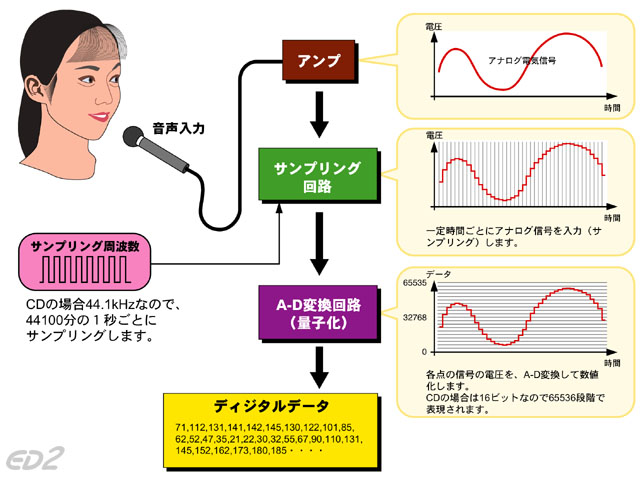 アンプ
電圧
アナログ電気信号
時間
音声入力
サンプリング
回路
電圧
時間
一定時間ごとにアナログ信号を入力（サ
ンプリング）します。
サンプリング周波数
CDの場合44.1kHzなので、
44100分の１秒ごとに
サンプリングします。
A-D変換回路
（量子化）
データ
65535
32768
0
時間
各点の信号の電圧を、A-D変換して数値
化します。
CDの場合は16ビットなので65536段階で
表現されます。
ディジタルデータ
71,112,131,141,142,145,130,122,101,85,
62,52,47,35,21,22,30,32,55,67,90,110,131,
145,152,162,173,180,185・・・・
ED2